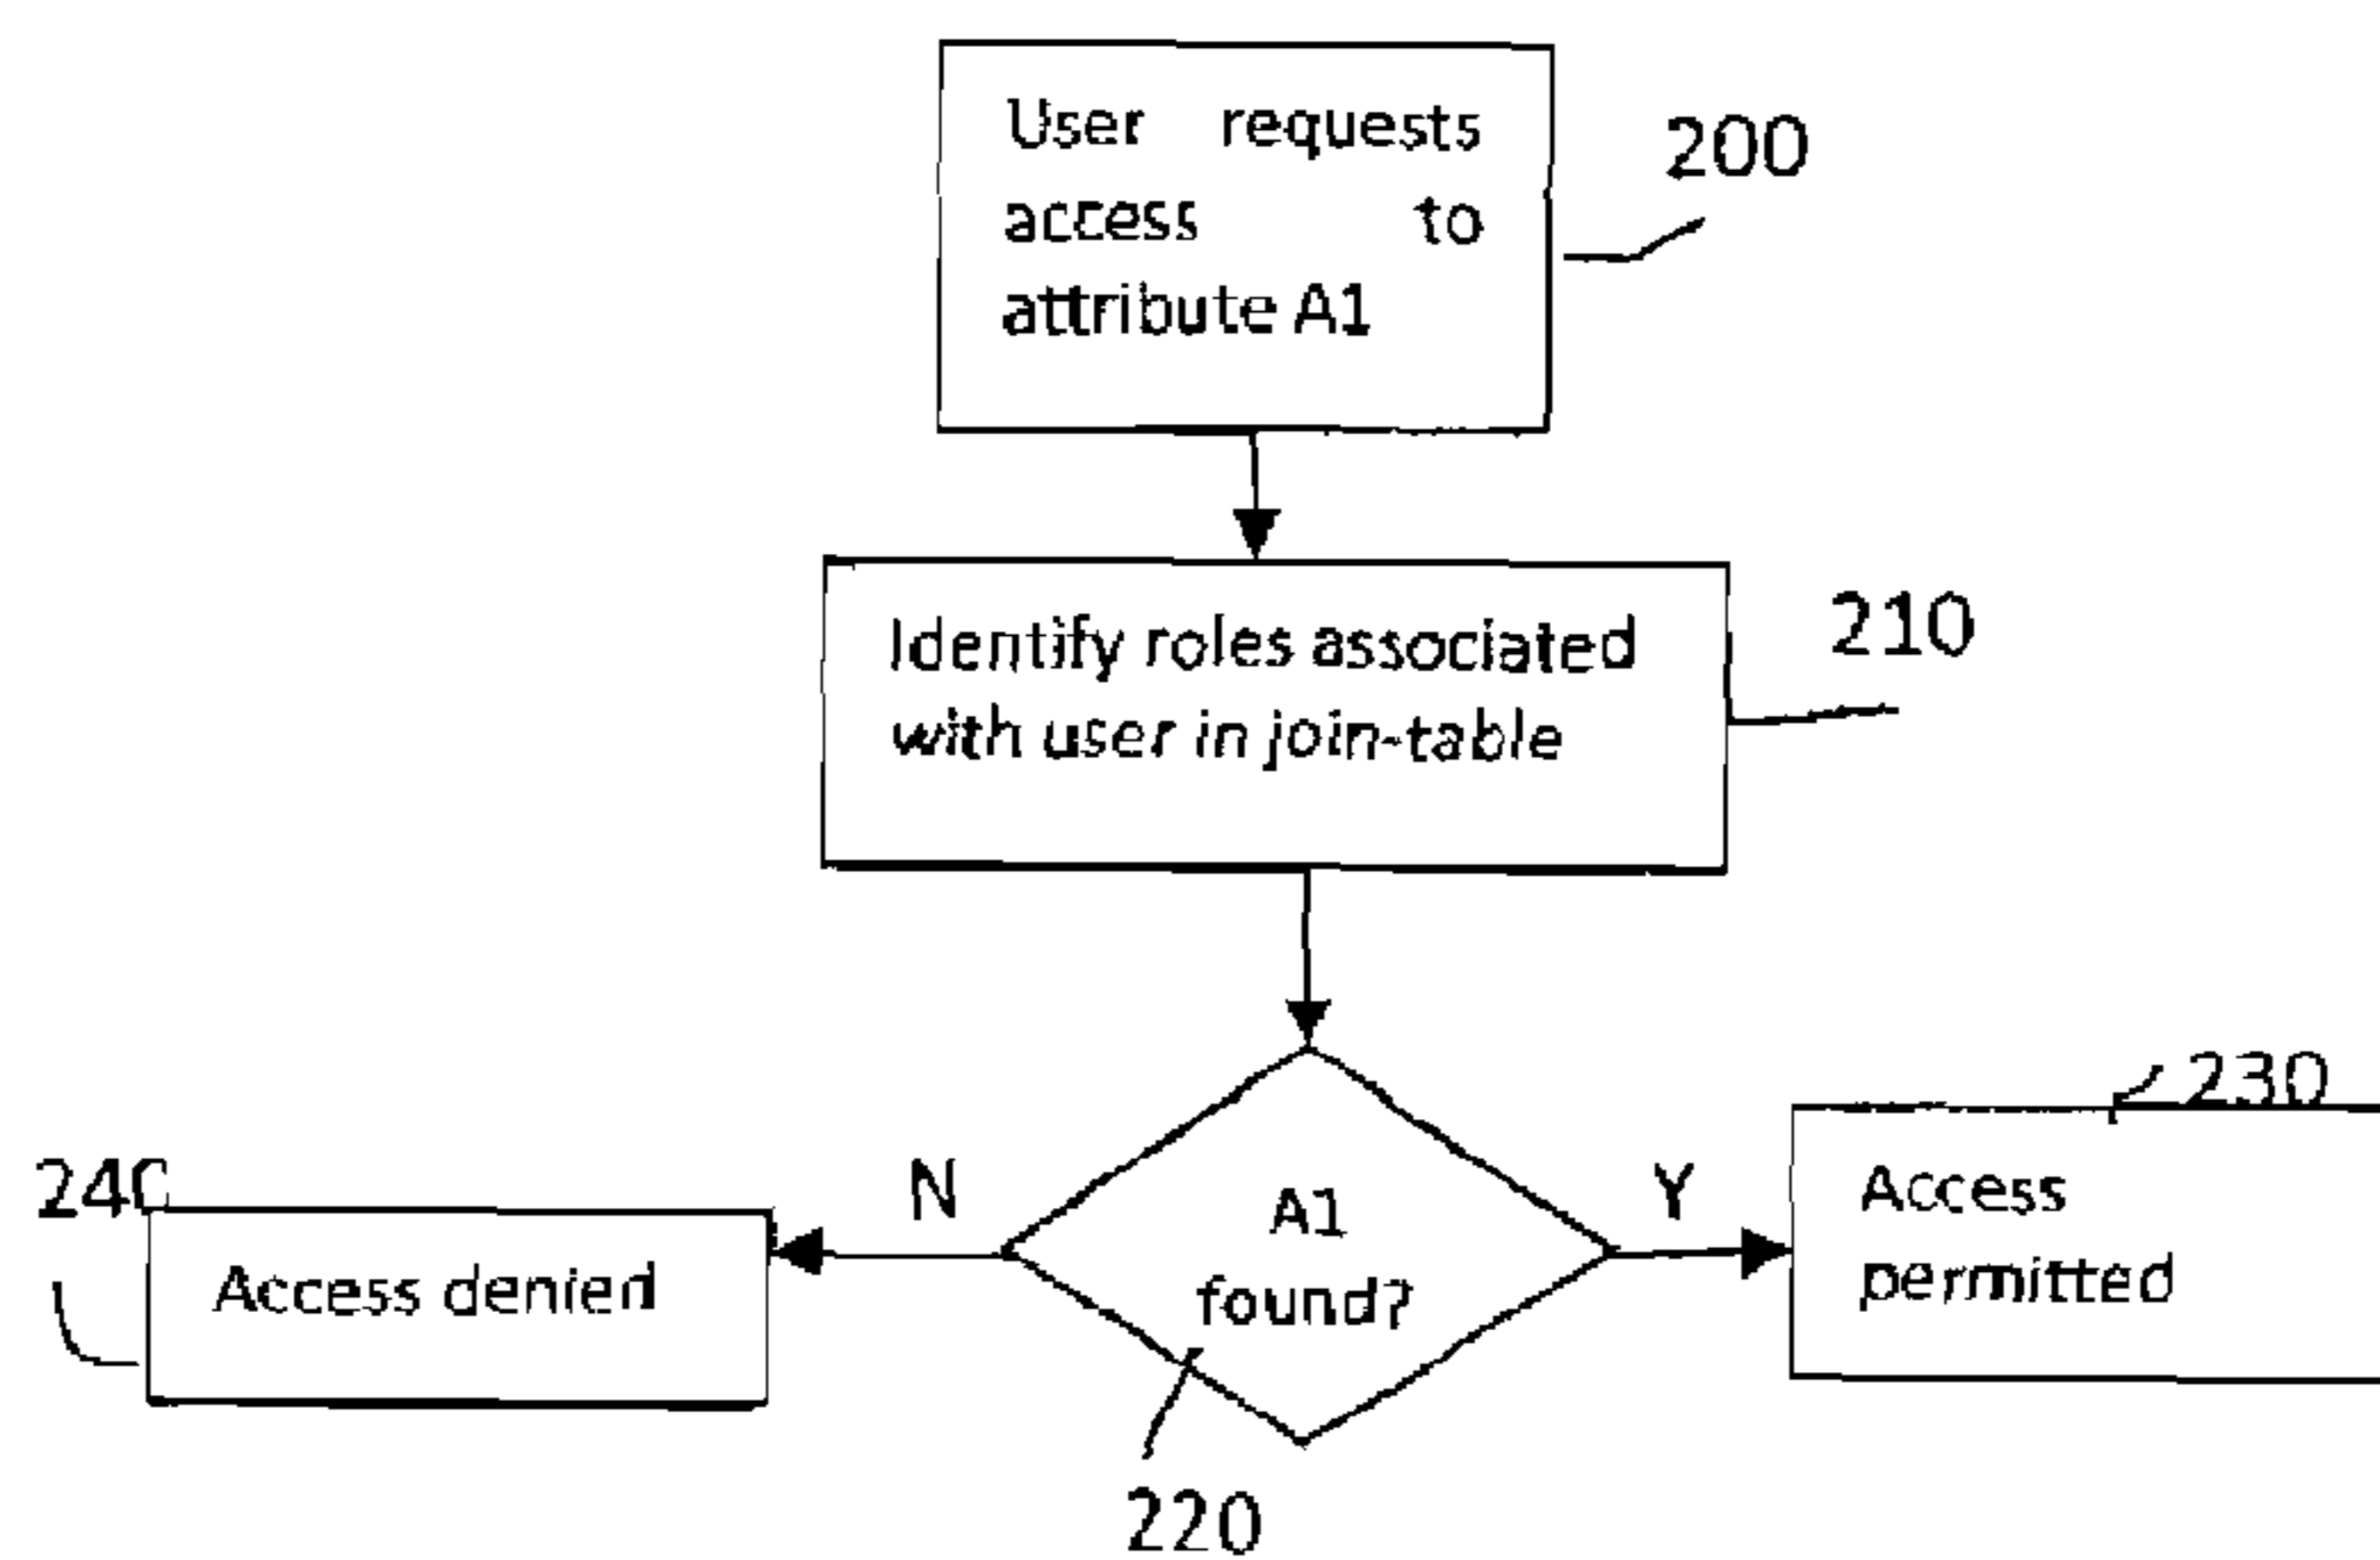 User requests
access to
attribute A1
200
Identify roles associated
with user in join-table
210
230
240
N
A1
found?
Y
Access
permitted
Access denied
220